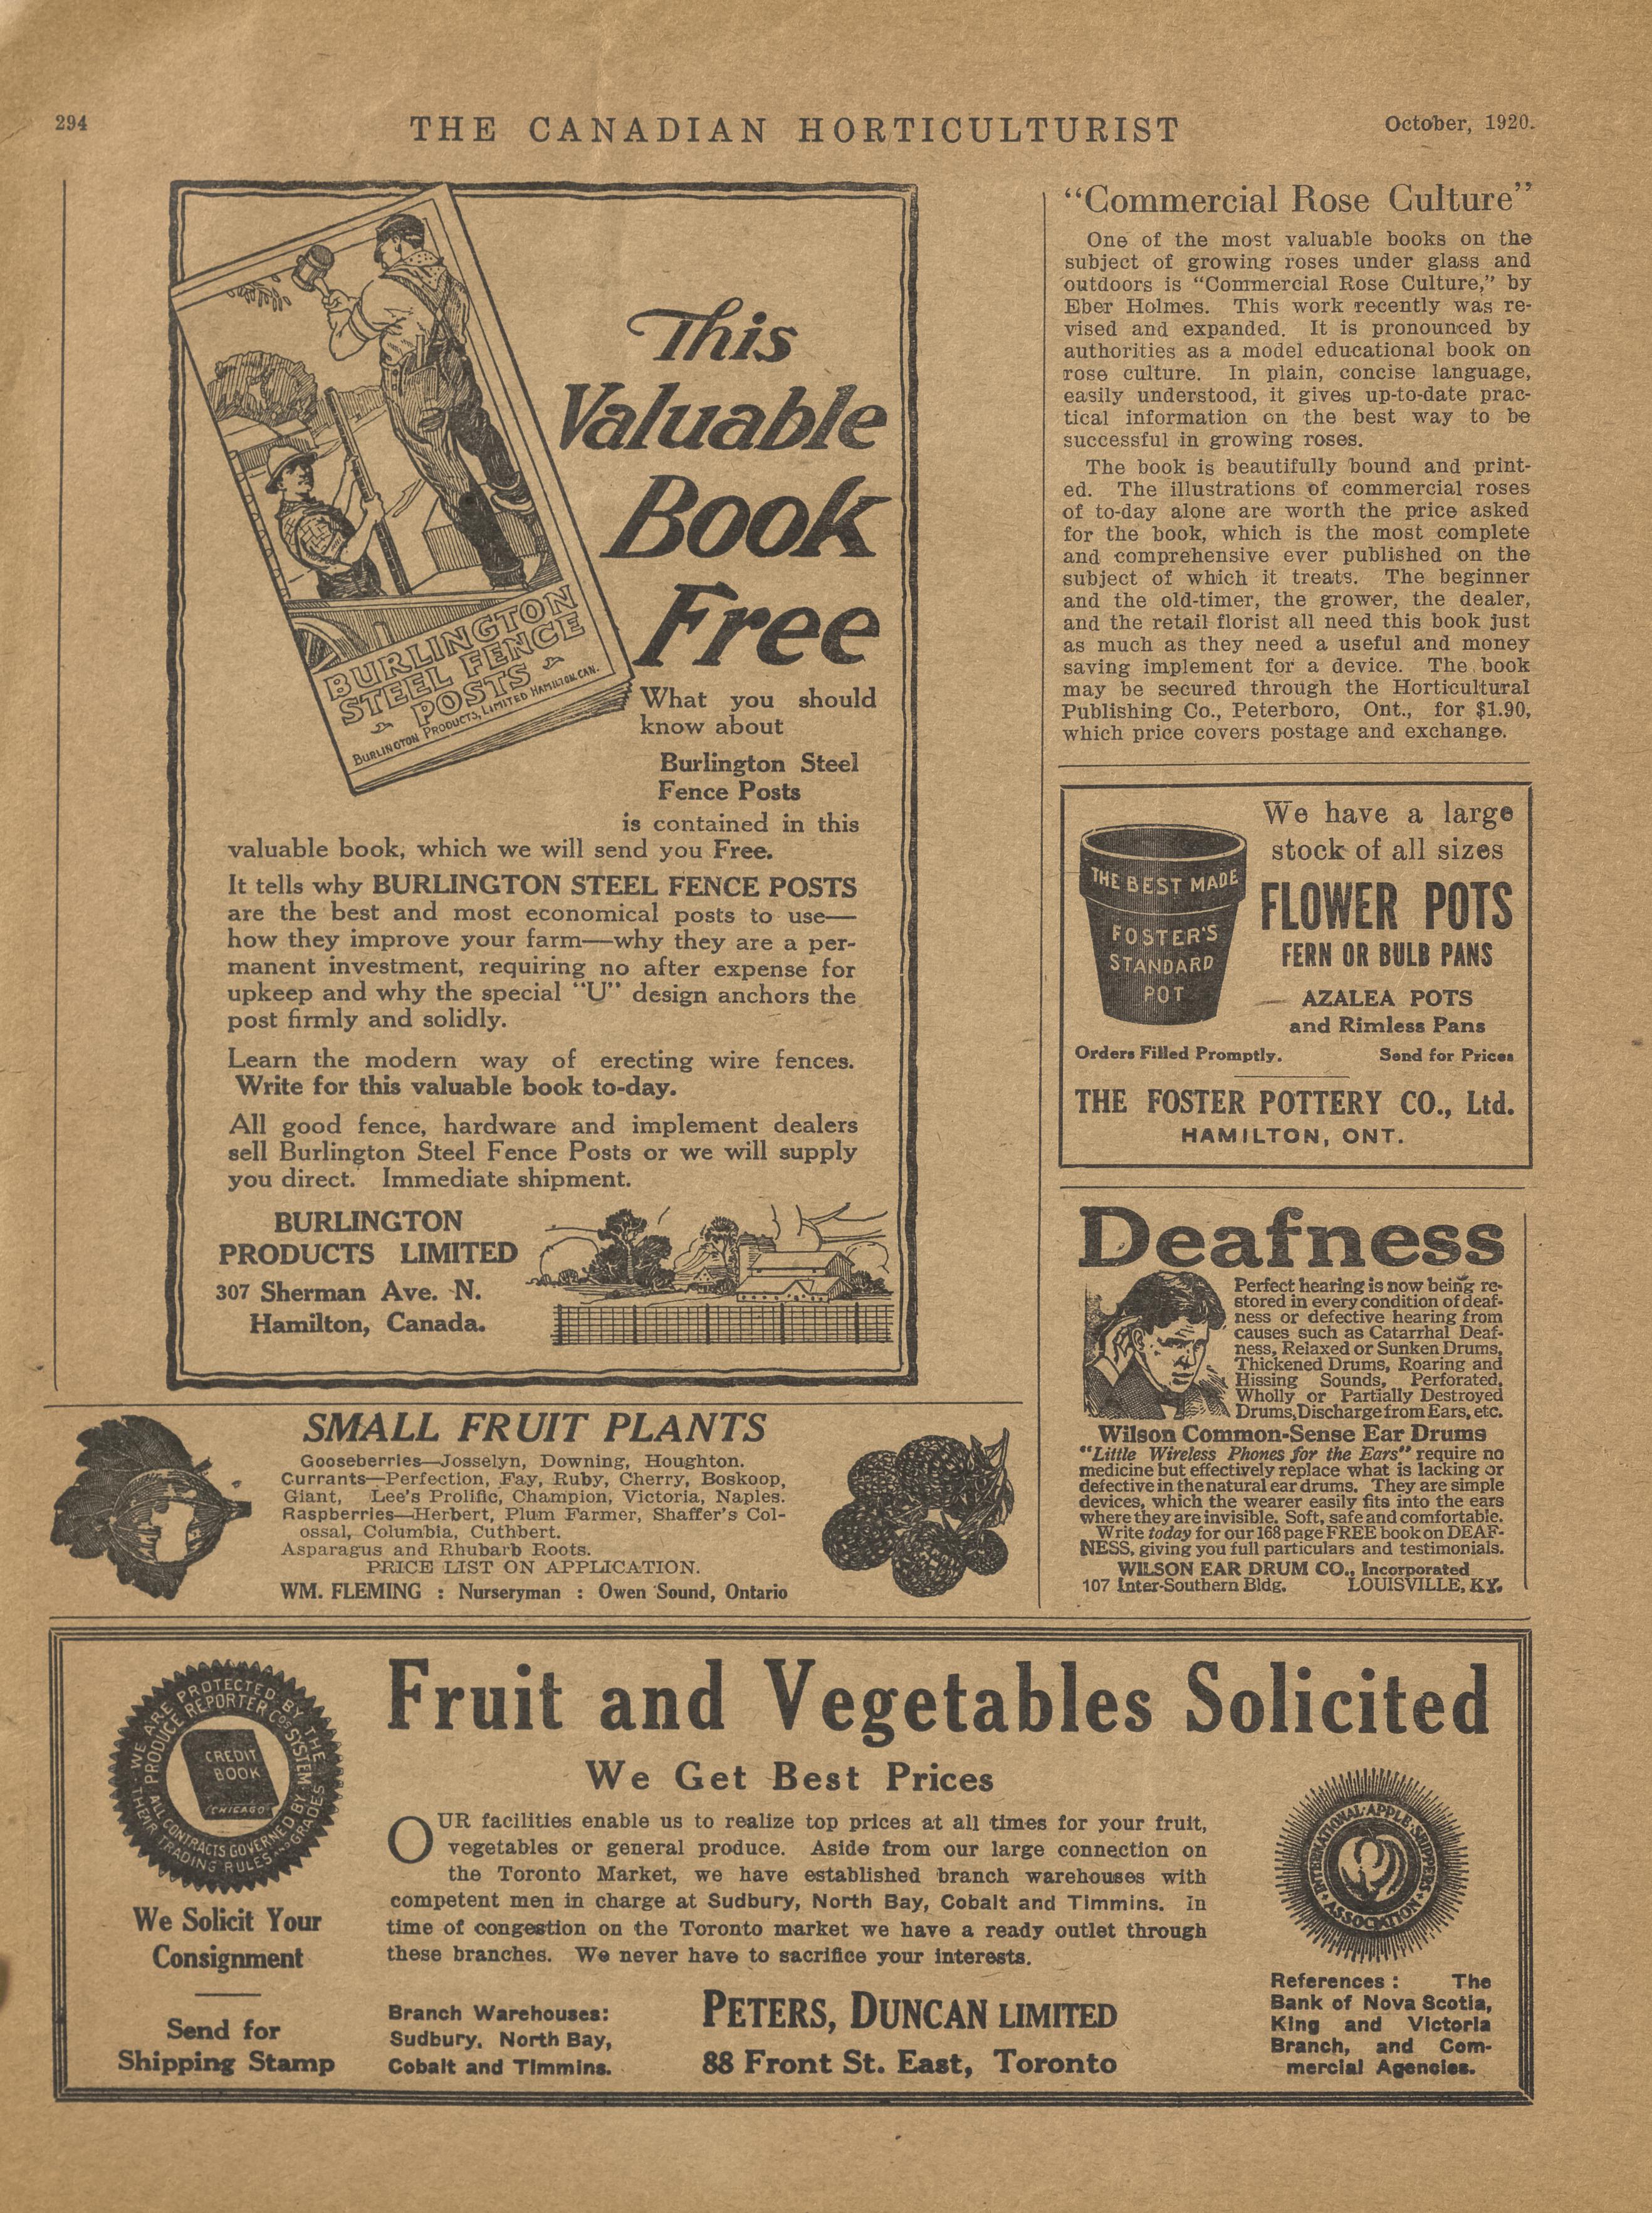 294
THE CANADIAN HORTICULTURIST
October, 1920.
This
Valuable
Book
Free
BURLINGTON
STEEL FENCE
POSTS
BURLINGTON PRODUCTS, LIMITED HAMILTON, CAN.
What you should
know about
Burlington Steel
Fence Posts
is contained in this
valuable book, which we will send you Free.
It tells why BURLINGTON STEEL FENCE POSTS
are the best and most economical posts to use—
how they improve your farm—why they are a per-
manent investment, requiring no after expense for
upkeep and why the special "U" design anchors the
post firmly and solidly.
Learn the modern way of erecting wire fences.
Write for this valuable book to-day.
All good fence, hardware and implement dealers
sell Burlington Steel Fence Posts or we will supply
you direct. Immediate shipment.
BURLINGTON
PRODUCTS LIMITED
307 Sherman Ave. N.
Hamilton, Canada.
SMALL FRUIT PLANTS
Gooseberries—Josselyn, Downing, Houghton.
Currants—Perfection, Fay, Ruby, Cherry, Boskoop,
Giant, Lee's Prolific, Champion, Victoria, Naples.
Raspberries—Herbert, Plum Farmer, Shaffer's Col-
ossal, Columbia, Cuthbert.
Asparagus and Rhubarb Roots.
PRICE LIST ON APPLICATION.
WM. FLEMING : Nurseryman : Owen Sound, Ontario
"Commercial Rose Culture"
One of the most valuable books on the
subject of growing roses under glass and
outdoors is "Commercial Rose Culture," by
Eber Holmes. This work recently was re-
vised and expanded. It is pronounced by
authorities as a model educational book on
rose culture. In plain, concise language,
easily understood, it gives up-to-date prac-
tical information on the best way to be
successful in growing roses.
The book is beautifully bound and print-
ed. The illustrations of commercial roses
of to-day alone are worth the price asked
for the book, which is the most complete
and comprehensive ever published on the
subject of which it treats. The beginner
and the old-timer, the grower, the dealer,
and the retail florist all need this book just
as much as they need a useful and money
saving implement for a device. The book
may be secured through the Horticultural
Publishing Co., Peterboro, Ont., for $1.90,
which price covers postage and exchange.
THE BEST MADE
FOSTER'S
STANDARD
POT
We have a large
stock of all sizes
FLOWER POTS
FERN OR BULB PANS
AZALEA POTS
and Rimless Pans
Orders Filled Promptly. Send for Prices
THE FOSTER POTTERY CO., Ltd.
HAMILTON, ONT.
Deafness
Perfect hearing is now being re-
stored in every condition of deaf-
ness or defective hearing from
causes such as Catarrhal Deaf-
ness, Relaxed or Sunken Drums,
Thickened Drums, Roaring and
Hissing Sounds, Perforated,
Wholly or Partially Destroyed
Drums, Discharge from Ears, etc.
Wilson Common-Sense Ear Drums
"Little Wireless Phones for the Ears" require no
medicine but effectively replace what is lacking or
defective in the natural ear drums. They are simple
devices, which the wearer easily fits into the ears
where they are invisible. Soft, safe and comfortable.
Write today for our 168 page FREE book on DEAF-
NESS, giving you full particulars and testimonials.
WILSON EAR DRUM CO., Incorporated
107 Inter-Southern Bldg. LOUISVILLE, KY.
Fruit and Vegetables Solicited
We Get Best Prices
WE ARE PROTECTED BY THE
PRODUCE REPORTER COS SYSTEM
CREDIT
BOOK
CHICAGO
ALL CONTRACTS GOVERNED BY
THEIR TRADING RULES AND GRADES
We Solicit Your
Consignment
Send for
Shipping Stamp
OUR facilities enable us to realize top prices at all times for your fruit,
vegetables or general produce. Aside from our large connection on
the Toronto Market, we have established branch warehouses with
competent men in charge at Sudbury, North Bay, Cobalt and Timmins. In
time of congestion on the Toronto market we have a ready outlet through
these branches. We never have to sacrifice your interests.
Branch Warehouses:
Sudbury, North Bay,
Cobalt and Timmins.
PETERS, DUNCAN LIMITED
88 Front St. East, Toronto
INTERNATIONAL APPLE SHIPPERS
ASSOCIATION
References: The
Bank of Nova Scotia,
King and Victoria
Branch, and Com-
mercial Agencies.